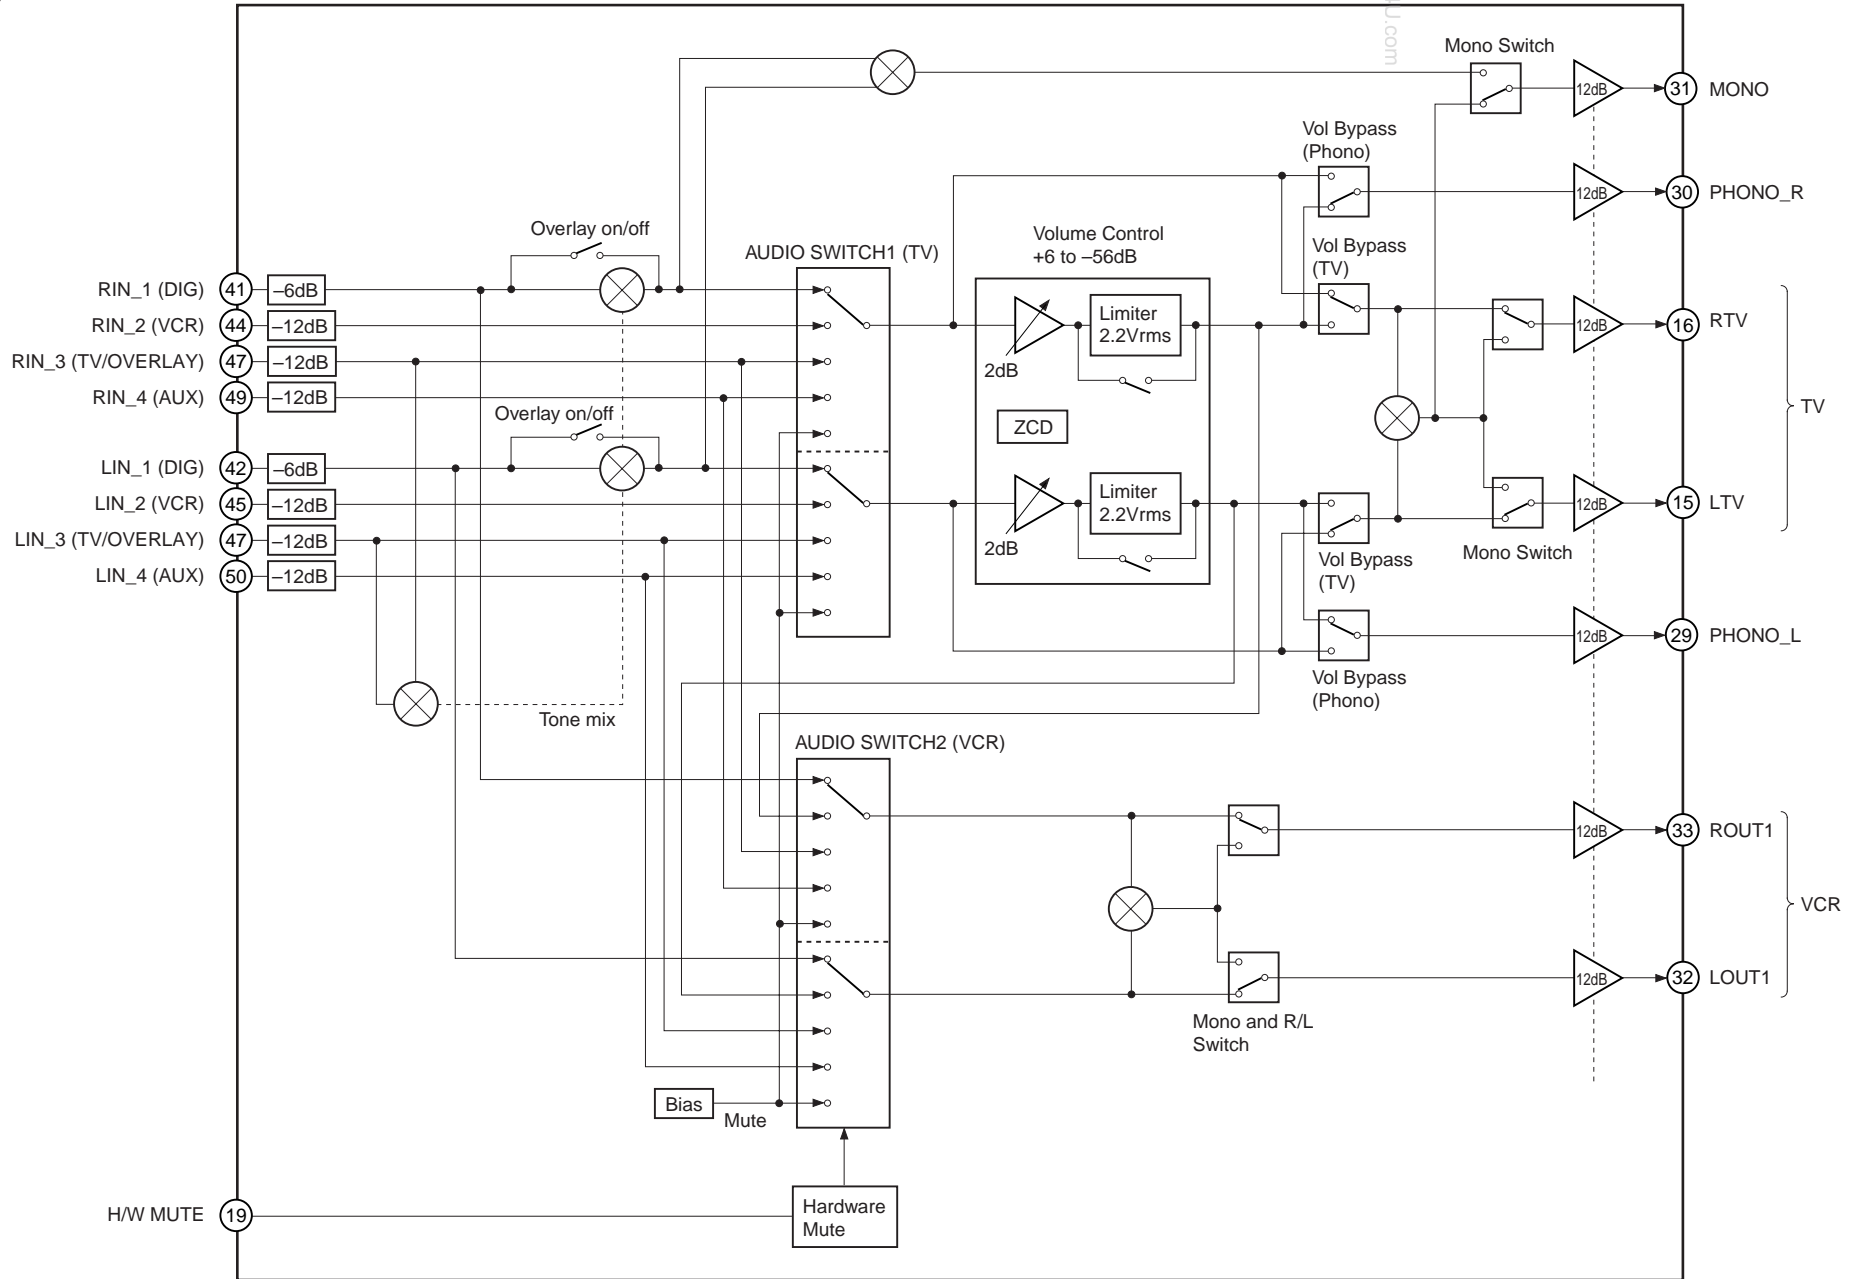 U.com
Mono Switch
12dB
31
MONO
Vol Bypass
(Phono)
12dB
30
PHONO_R
Overlay on/off
AUDIO SWITCH1 (TV)
Volume Control
+6 to –56dB
Vol Bypass
(TV)
RIN_1 (DIG)
41
–6dB
RIN_2 (VCR)
44
–12dB
RIN_3 (TV/OVERLAY)
47
–12dB
RIN_4 (AUX)
49
–12dB
Limiter
2.2Vrms
2dB
12dB
16
RTV
Overlay on/off
ZCD
TV
LIN_1 (DIG)
42
–6dB
LIN_2 (VCR)
45
–12dB
LIN_3 (TV/OVERLAY)
47
–12dB
LIN_4 (AUX)
50
–12dB
Limiter
2.2Vrms
2dB
12dB
15
LTV
Vol Bypass
(TV)
Mono Switch
12dB
29
PHONO_L
Vol Bypass
(Phono)
Tone mix
AUDIO SWITCH2 (VCR)
12dB
33
ROUT1
VCR
12dB
32
LOUT1
Mono and R/L
Switch
Bias
Mute
H/W MUTE
19
Hardware
Mute